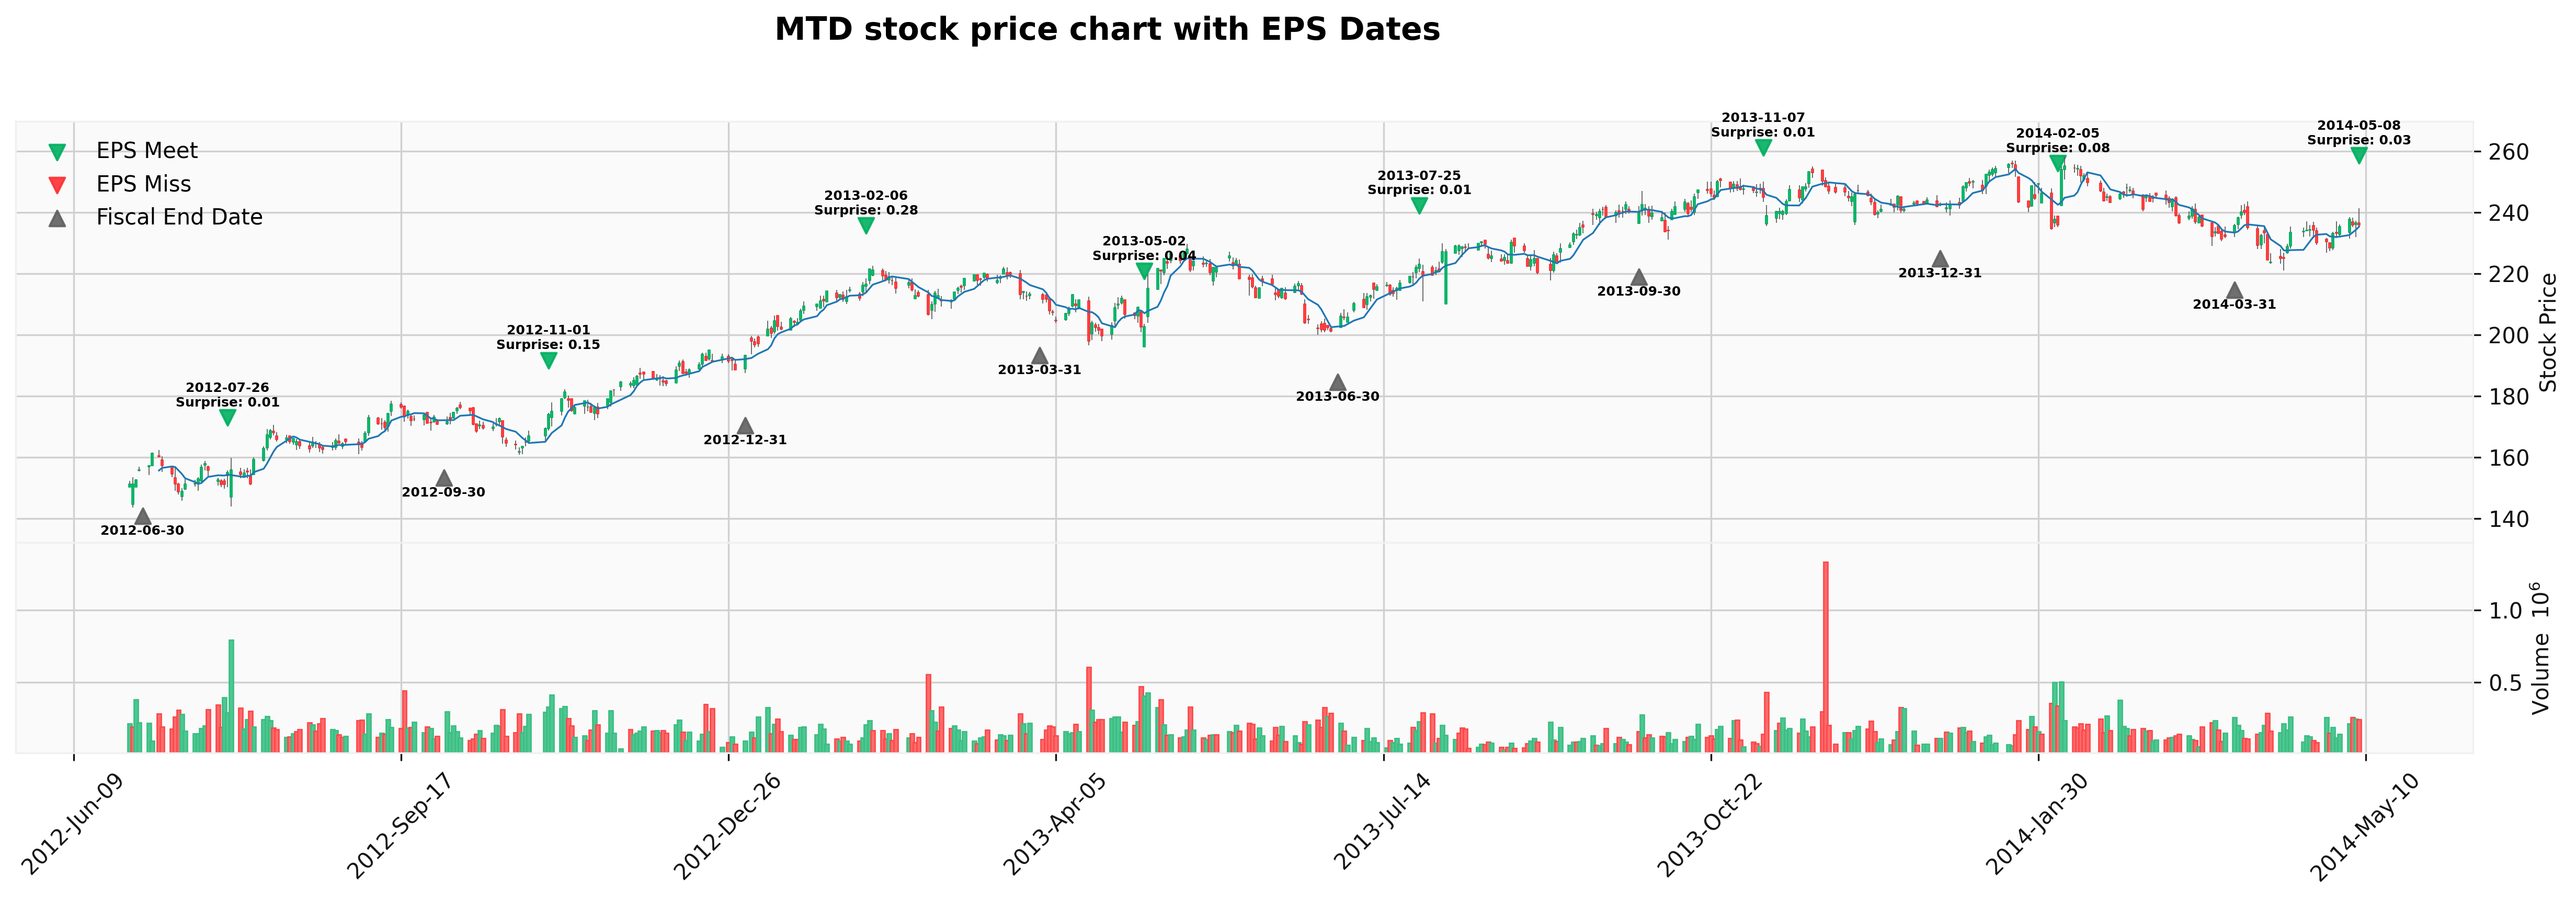 MTD stock price chart with EPS Dates
EPS Meet
EPS Miss
Fiscal End Date
2012-07-26
Surprise: 0.01
2012-11-01
Surprise: 0.15
2013-02-06
Surprise: 0.28
2013-05-02
Surprise: 0.04
2013-07-25
Surprise: 0.01
2013-11-07
Surprise: 0.01
2014-02-05
Surprise: 0.08
2014-05-08
Surprise: 0.03
2012-06-30
2012-09-30
2012-12-31
2013-03-31
2013-06-30
2013-09-30
2013-12-31
2014-03-31
260
240
220
200
180
160
140
Stock Price
1.0
0.5
Volume 10⁶
2012-Jun-09
2012-Sep-17
2012-Dec-26
2013-Apr-05
2013-Jul-14
2013-Oct-22
2014-Jan-30
2014-May-10